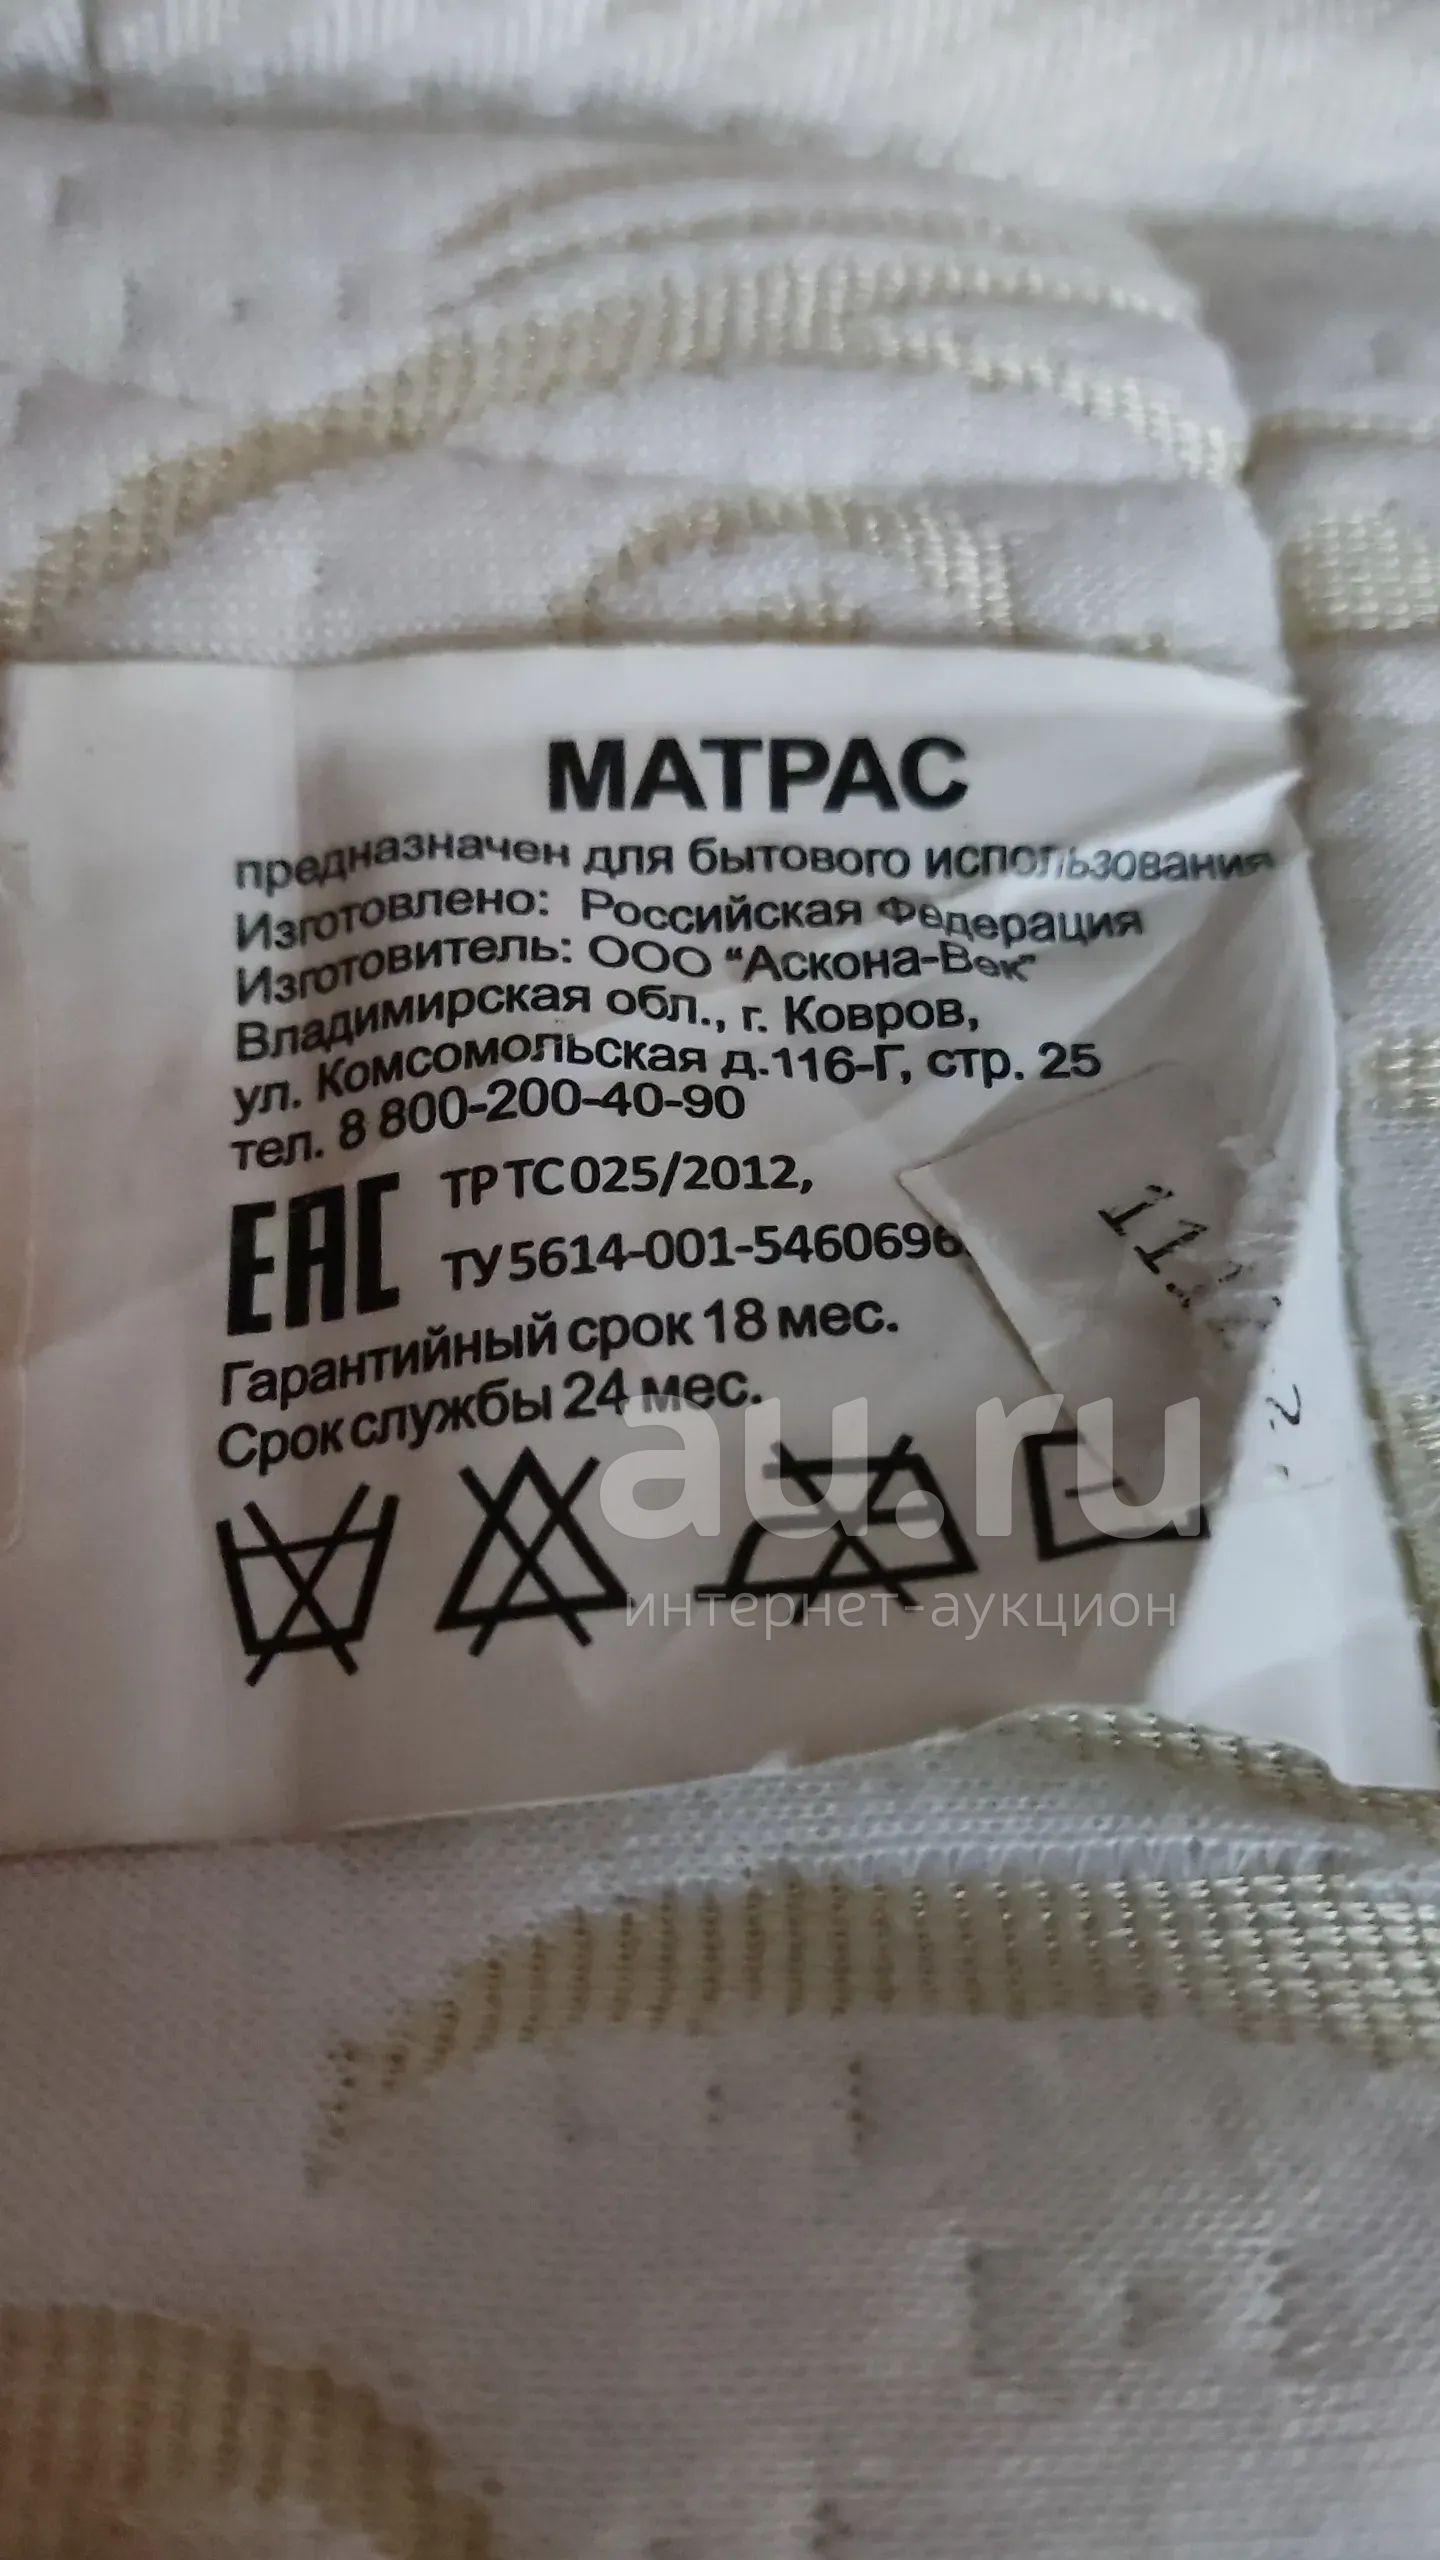 МАТРАС
предназначен для бытового использования
Изготовлено: Российская Федерация
Изготовитель: ООО "Аскона-Век"
Владимирская обл., г. Ковров,
ул. Комсомольская д.116-Г, стр. 25
тел. 8 800-200-40-90
ЕАС ТР ТС 025/2012,
ТУ 5614-001-5460696
Гарантийный срок 18 мес.
Срок службы 24 мес.
au.ru
интернет-аукцион